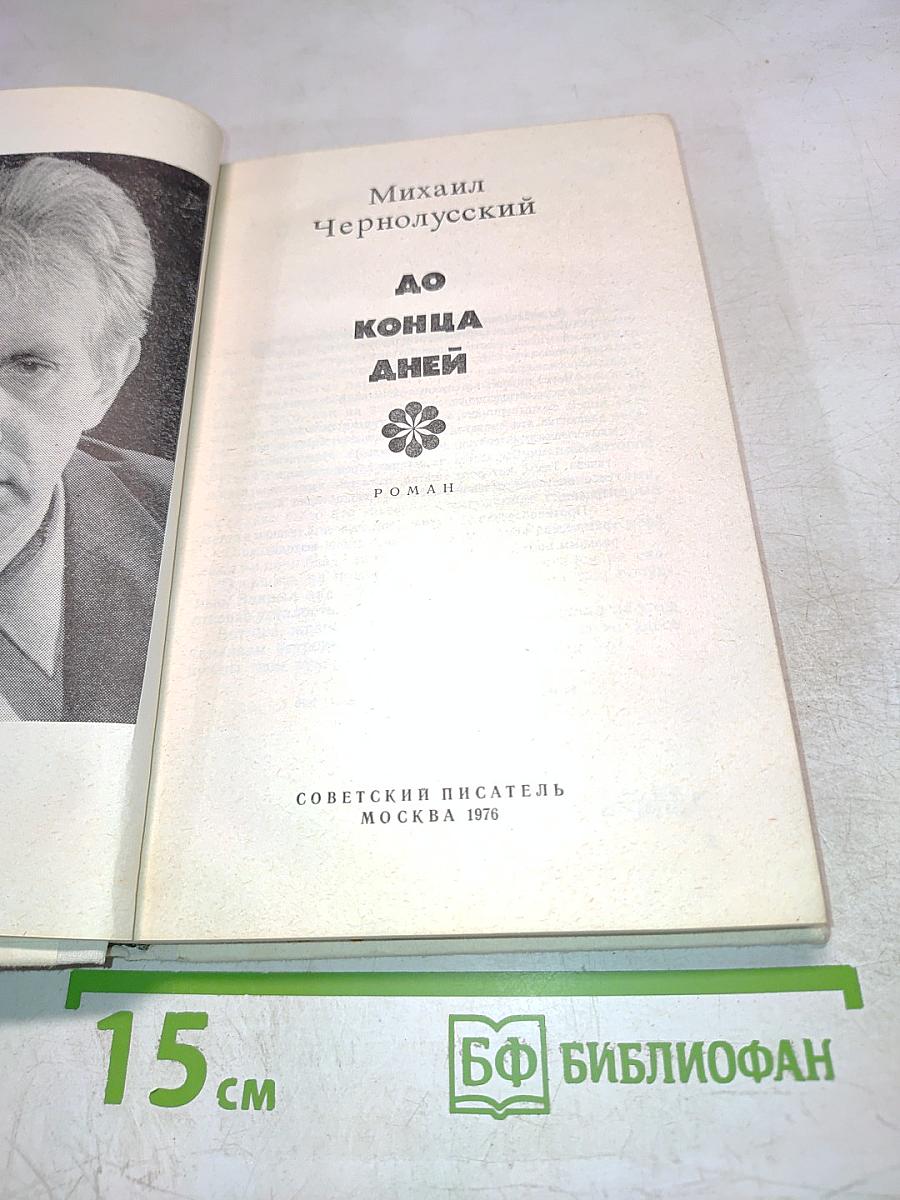 Михаил
Чернолусский
ДО
КОНЦА
ДНЕЙ
РОМАН
СОВЕТСКИЙ ПИСАТЕЛЬ
МОСКВА 1976
15 см
БФ БИБЛИОФАН